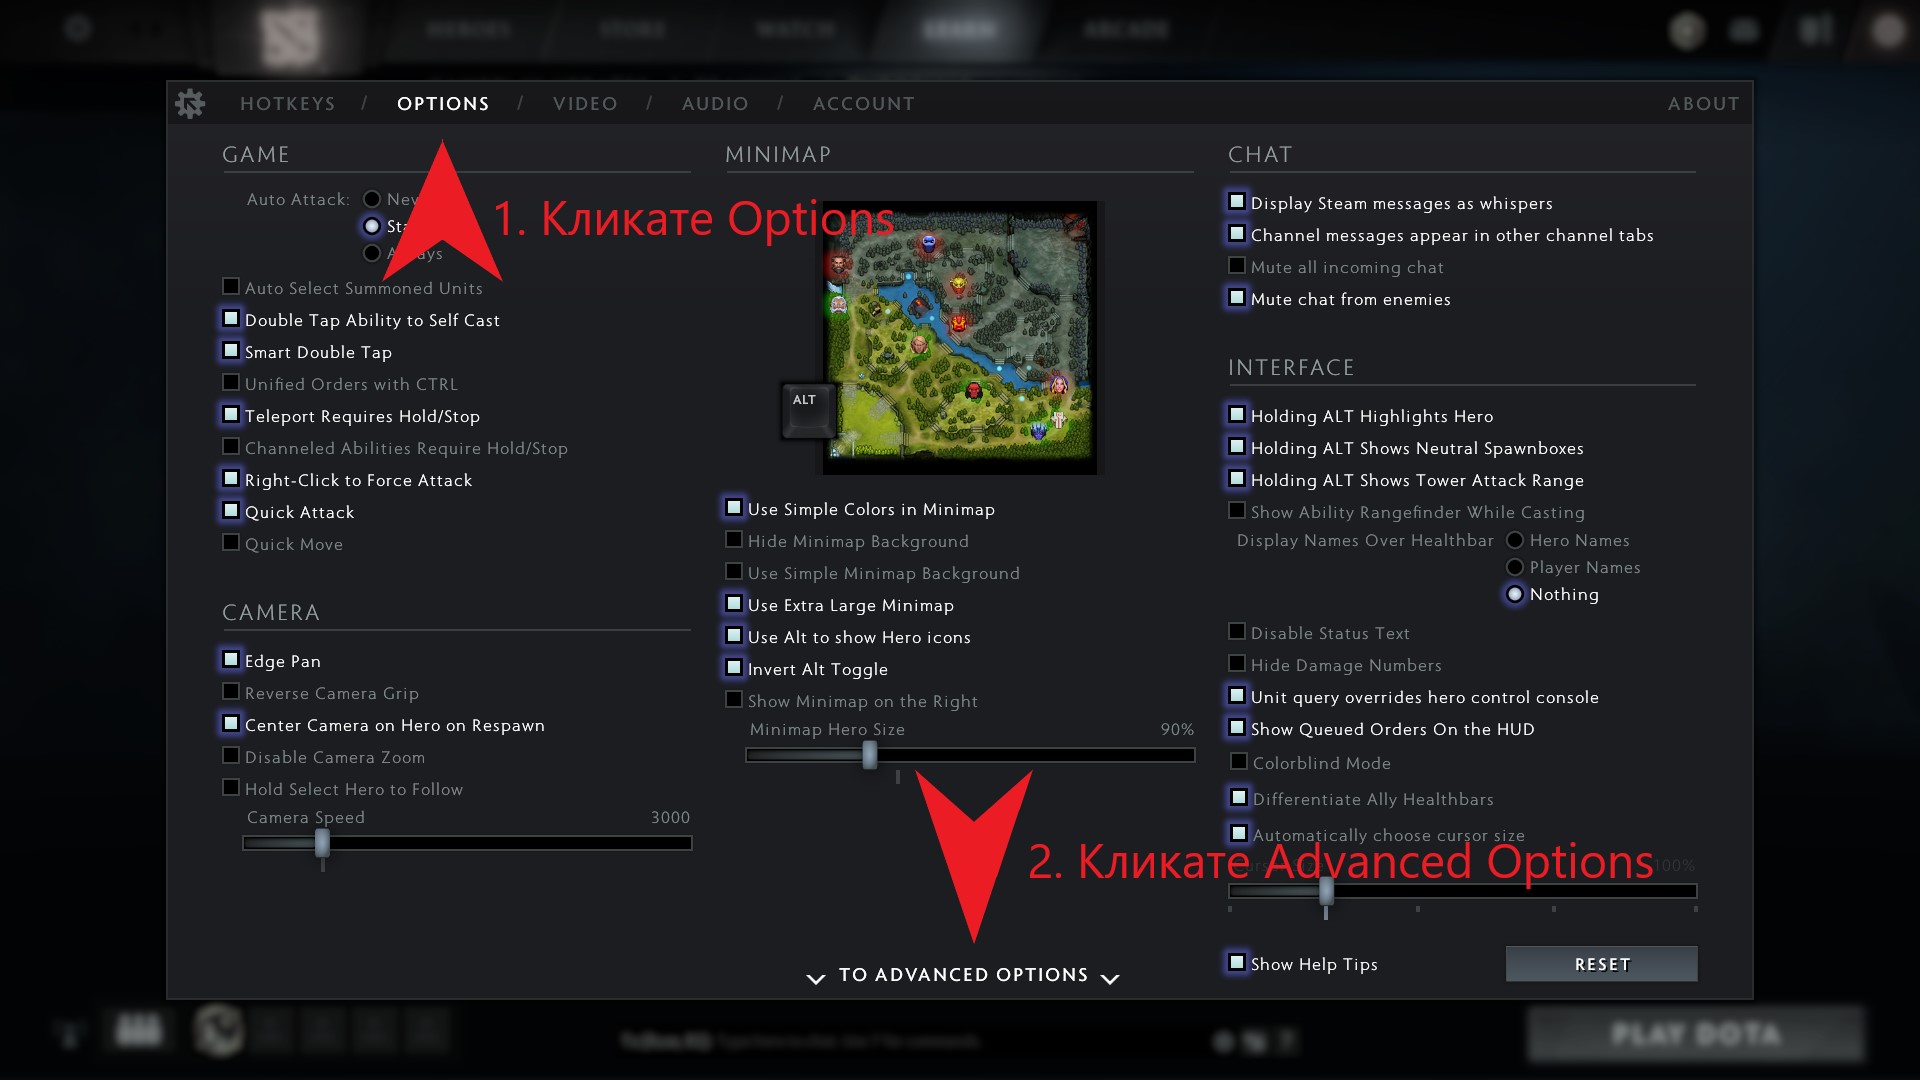 HEROES
STORE
WATCH
LEARN
ARCADE
HOTKEYS / OPTIONS / VIDEO / AUDIO / ACCOUNT
ABOUT
GAME
Auto Attack:
1. Кликате Options
Auto Select Summoned Units
Double Tap Ability to Self Cast
Smart Double Tap
Unified Orders with CTRL
Teleport Requires Hold/Stop
Channeled Abilities Require Hold/Stop
Right-Click to Force Attack
Quick Attack
Quick Move
CAMERA
Edge Pan
Reverse Camera Grip
Center Camera on Hero on Respawn
Disable Camera Zoom
Hold Select Hero to Follow
Camera Speed 3000
MINIMAP
ALT
Use Simple Colors in Minimap
Hide Minimap Background
Use Simple Minimap Background
Use Extra Large Minimap
Use Alt to show Hero icons
Invert Alt Toggle
Show Minimap on the Right
Minimap Hero Size 90%
CHAT
Display Steam messages as whispers
Channel messages appear in other channel tabs
Mute all incoming chat
Mute chat from enemies
INTERFACE
Holding ALT Highlights Hero
Holding ALT Shows Neutral Spawnboxes
Holding ALT Shows Tower Attack Range
Show Ability Rangefinder While Casting
Display Names Over Healthbar
Hero Names
Player Names
Nothing
Disable Status Text
Hide Damage Numbers
Unit query overrides hero control console
Show Queued Orders On the HUD
Colorblind Mode
Differentiate Ally Healthbars
Automatically choose cursor size
100%
2. Кликате Advanced Options
Show Help Tips
RESET
TO ADVANCED OPTIONS
PLAY DOTA